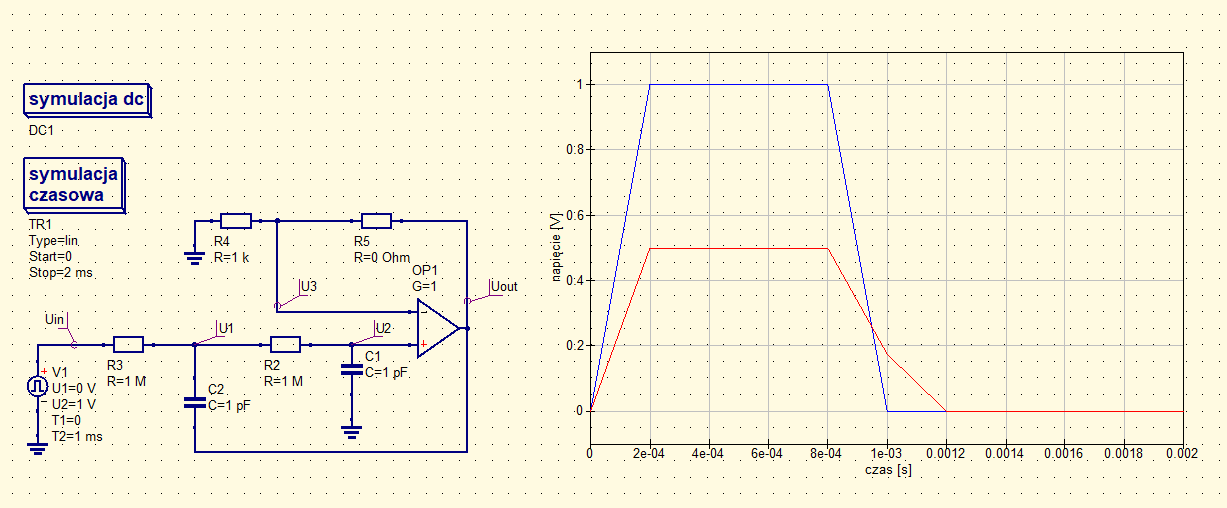 symulacja dc
DC1
symulacja
czasowa
TR1
Type=lin
Start=0
Stop=2 ms
R4
R=1 k
R5
R=0 Ohm
OP1
G=1
U3
Uout
-
+
Uin
U1
U2
R3
R=1 M
R2
R=1 M
C1
C=1 pF
C2
C=1 pF
+
-
V1
U1=0 V
U2=1 V
T1=0
T2=1 ms
napięcie [V]
1
0.8
0.6
0.4
0.2
0
0 2e-04 4e-04 6e-04 8e-04 1e-03 0.0012 0.0014 0.0016 0.0018 0.002
czas [s]